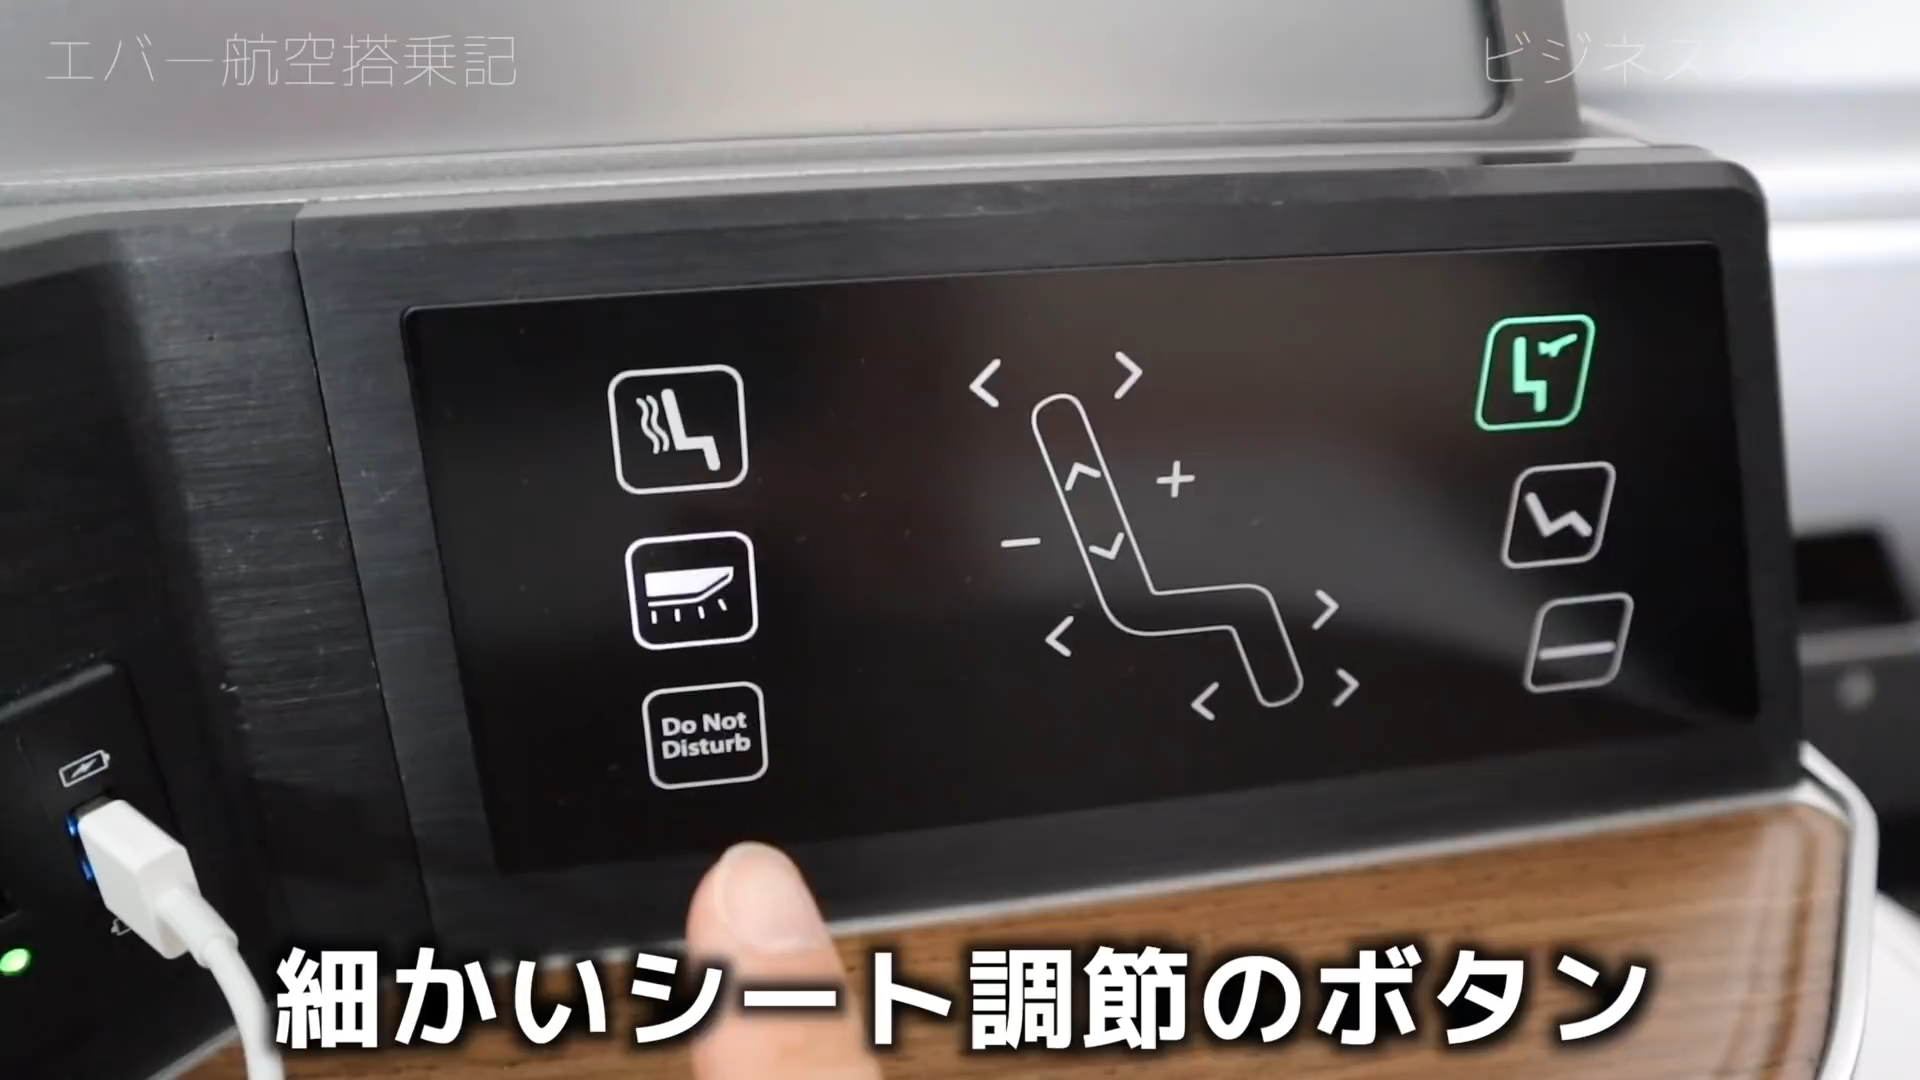 エバー航空搭乗記
ビジネスク
Do Not
Disturb
細かいシート調節のボタン